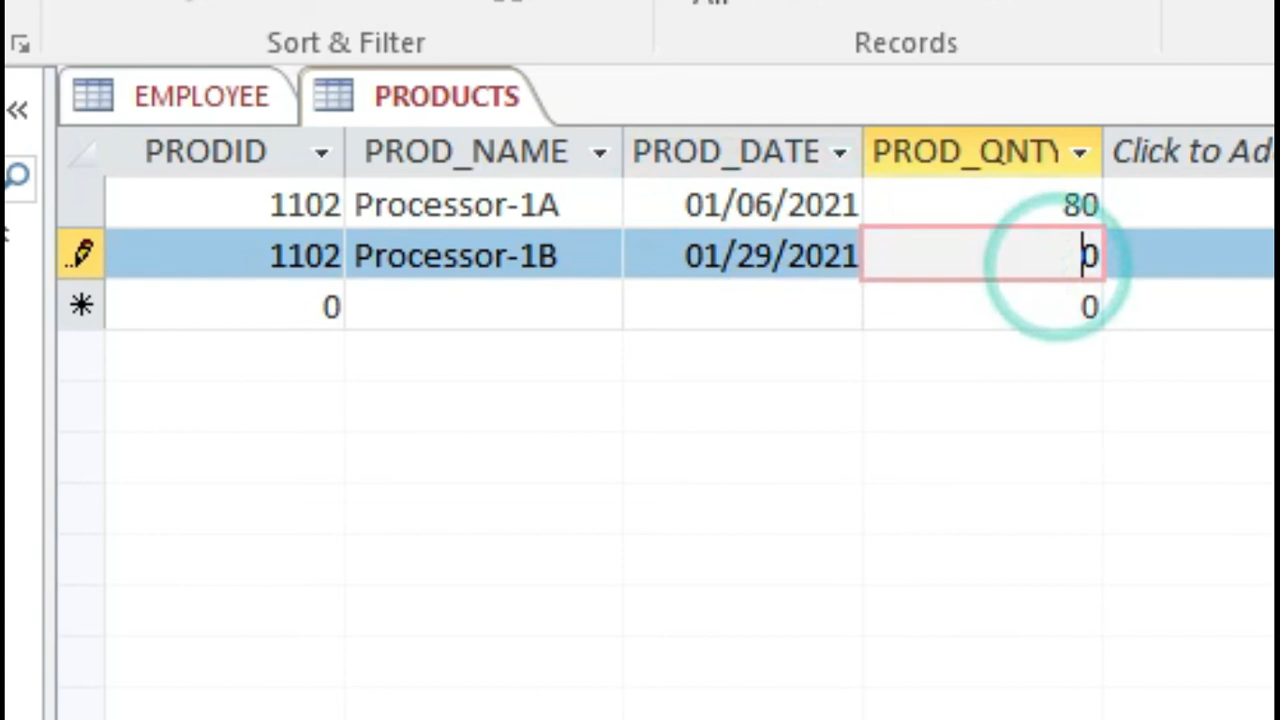 Sort & Filter Records
EMPLOYEE PRODUCTS
PRODID PROD_NAME PROD_DATE PROD_QNTY Click to Ad
1102 Processor-1A 01/06/2021 80
1102 Processor-1B 01/29/2021 0
0 0